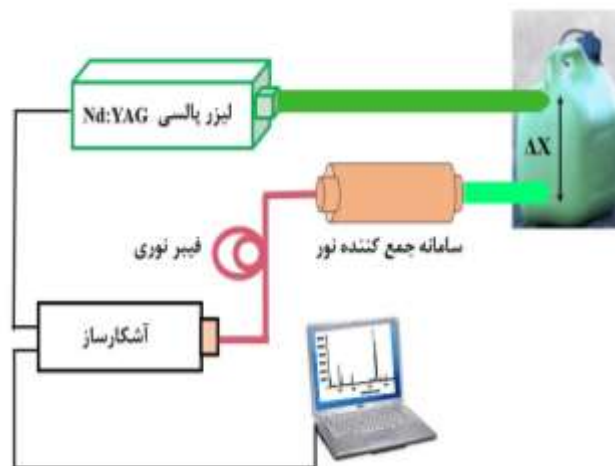 لیزر پالسی Nd:YAG
ΔX
سامانه جمع کننده نور
فیبر نوری
آشکارساز